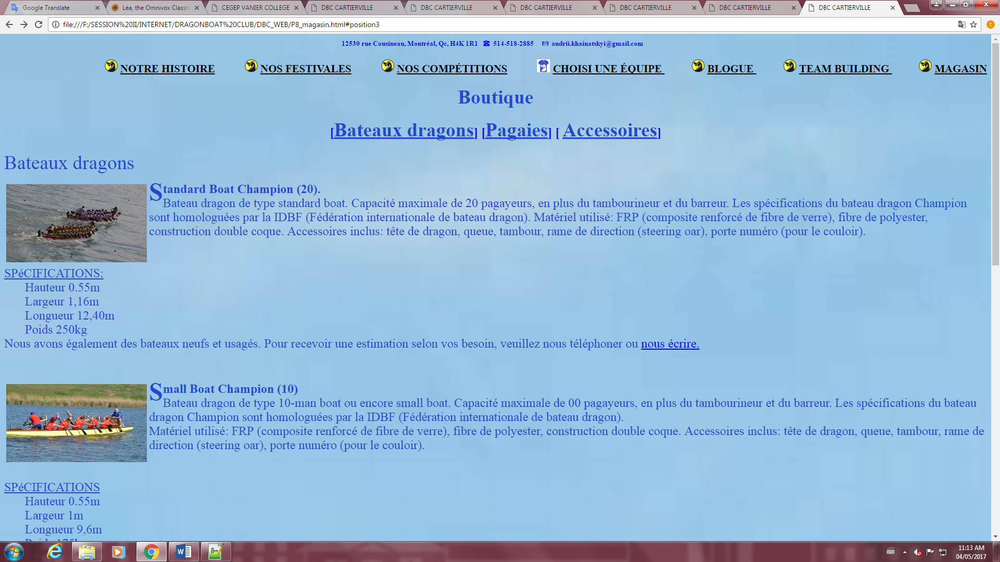 Google Translate
Léa, the Omnivox Classr
CEGEP VANIER COLLEGE
DBC CARTIERVILLE
DBC CARTIERVILLE
DBC CARTIERVILLE
DBC CARTIERVILLE
DBC CARTIERVILLE
DBC CARTIERVILLE
file:///F:/SESSION%20II/INTERNET/DRAGONBOAT%20CLUB/DBC_WEB/P8_magasin.html#position3
12530 rue Cousineau, Montréal, Qc, H4K 1R1 ☎ 514-518-2885 ✉ andrii.khainatskyi@gmail.com
NOTRE HISTOIRE NOS FESTIVALES NOS COMPÉTITIONS CHOISI UNE ÉQUIPE BLOGUE TEAM BUILDING MAGASIN
Boutique
[Bateaux dragons] [Pagaies] [ Accessoires]
Bateaux dragons
Standard Boat Champion (20).
Bateau dragon de type standard boat. Capacité maximale de 20 pagayeurs, en plus du tambourineur et du barreur. Les spécifications du bateau dragon Champion
sont homologuées par la IDBF (Fédération internationale de bateau dragon). Matériel utilisé: FRP (composite renforcé de fibre de verre), fibre de polyester,
construction double coque. Accessoires inclus: tête de dragon, queue, tambour, rame de direction (steering oar), porte numéro (pour le couloir).
SPéCIFICATIONS:
Hauteur 0.55m
Largeur 1,16m
Longueur 12,40m
Poids 250kg
Nous avons également des bateaux neufs et usagés. Pour recevoir une estimation selon vos besoin, veuillez nous téléphoner ou nous écrire.
Small Boat Champion (10)
Bateau dragon de type 10-man boat ou encore small boat. Capacité maximale de 00 pagayeurs, en plus du tambourineur et du barreur. Les spécifications du bateau
dragon Champion sont homologuées par la IDBF (Fédération internationale de bateau dragon).
Matériel utilisé: FRP (composite renforcé de fibre de verre), fibre de polyester, construction double coque. Accessoires inclus: tête de dragon, queue, tambour, rame de
direction (steering oar), porte numéro (pour le couloir).
SPéCIFICATIONS
Hauteur 0.55m
Largeur 1m
Longueur 9,6m
11:13 AM
04/05/2017